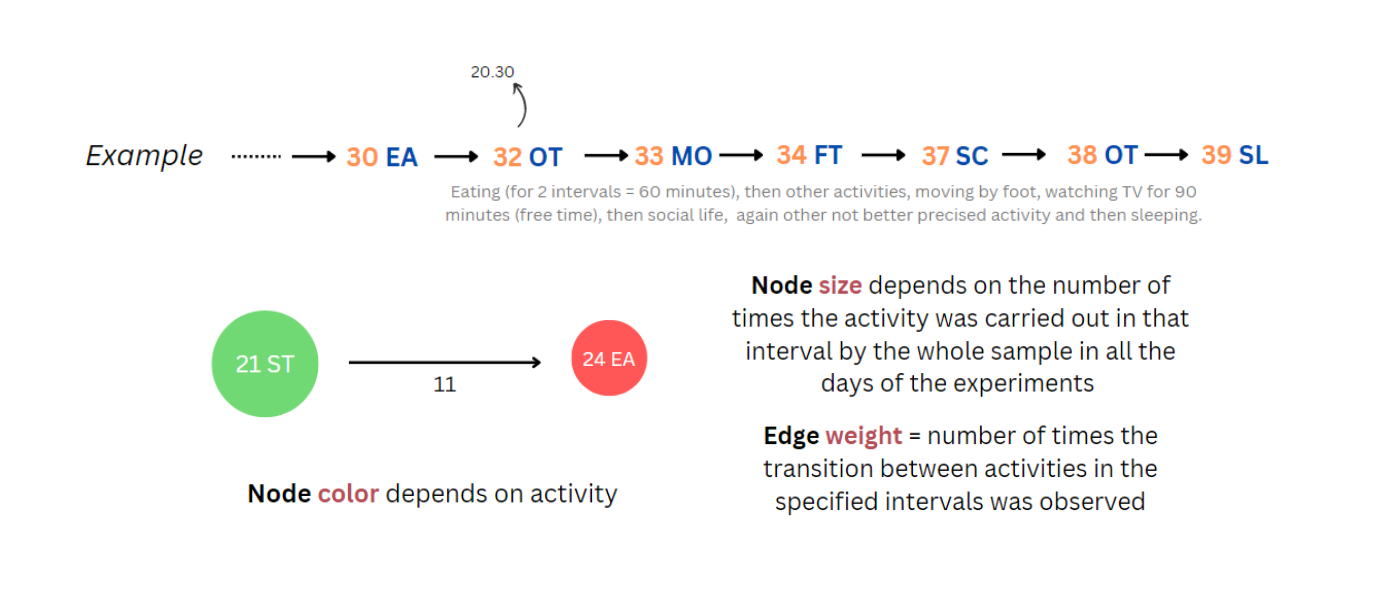 20.30
Example 30 EA 32 OT 33 MO 34 FT 37 SC 38 OT 39 SL
Eating (for 2 intervals = 60 minutes), then other activities, moving by foot, watching TV for 90
minutes (free time), then social life, again other not better precised activity and then sleeping.
Node size depends on the number of
times the activity was carried out in that
interval by the whole sample in all the
days of the experiments
21 ST
24 EA
11
Edge weight = number of times the
transition between activities in the
specified intervals was observed
Node color depends on activity